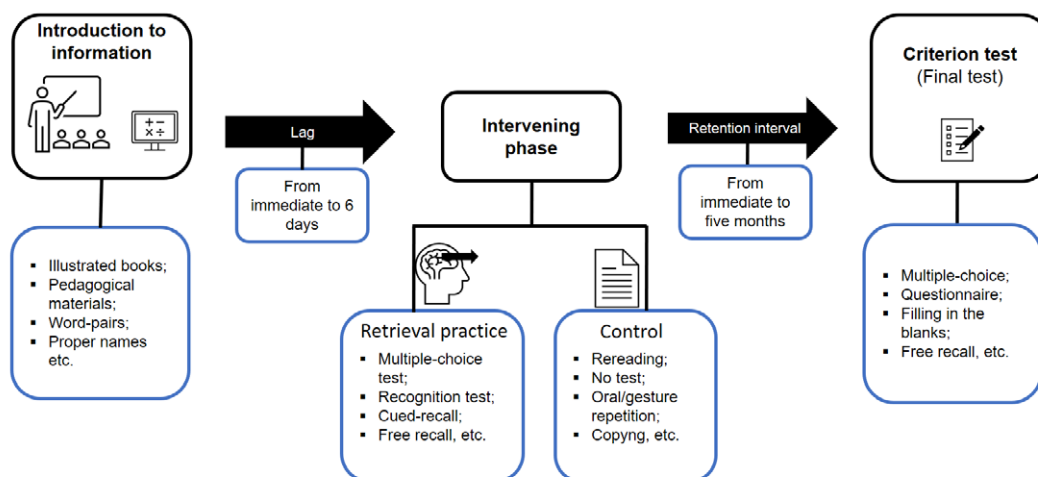 Introduction to
information
+ −
× ÷
▪ Illustrated books;
▪ Pedagogical
materials;
▪ Word-pairs;
▪ Proper names
etc.
Lag
From
immediate to 6
days
Intervening
phase
Retrieval practice
▪ Multiple-choice
test;
▪ Recognition test;
▪ Cued-recall;
▪ Free recall, etc.
Control
▪ Rereading;
▪ No test;
▪ Oral/gesture
repetition;
▪ Copyng, etc.
Retention interval
From
immediate to
five months
Criterion test
(Final test)
▪ Multiple-choice;
▪ Questionnaire;
▪ Filling in the
blanks;
▪ Free recall, etc.